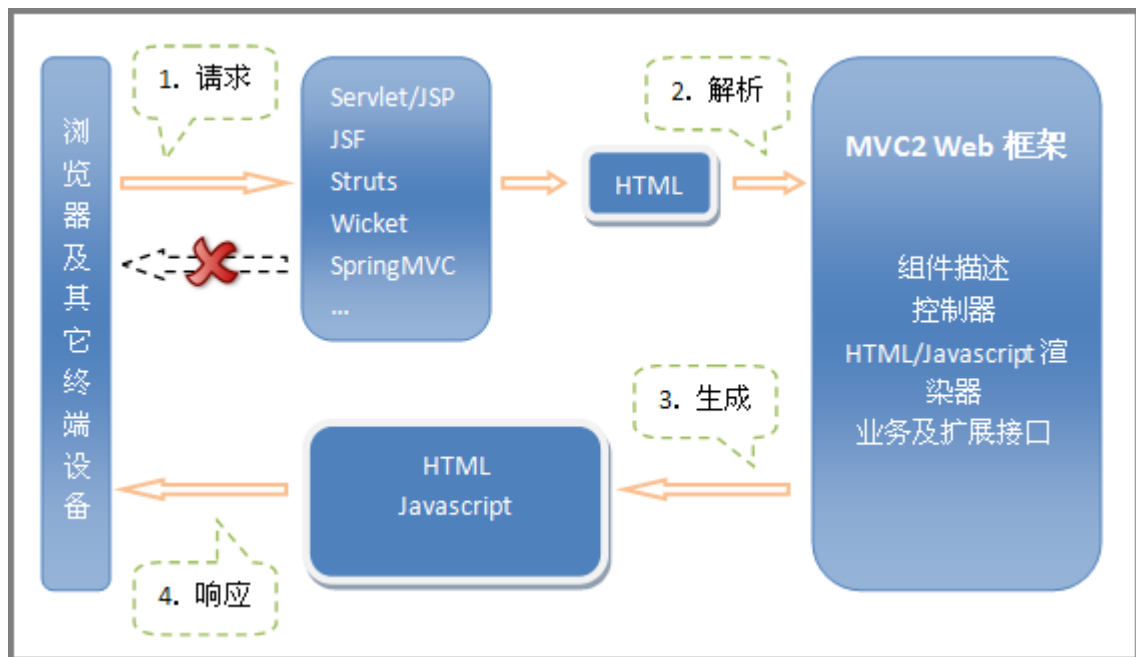 浏览器及其它终端设备
1. 请求
Servlet/JSP
JSF
Struts
Wicket
SpringMVC
...
HTML
2. 解析
MVC2 Web 框架
组件描述
控制器
HTML/Javascript 渲
染器
业务及扩展接口
3. 生成
HTML
Javascript
4. 响应